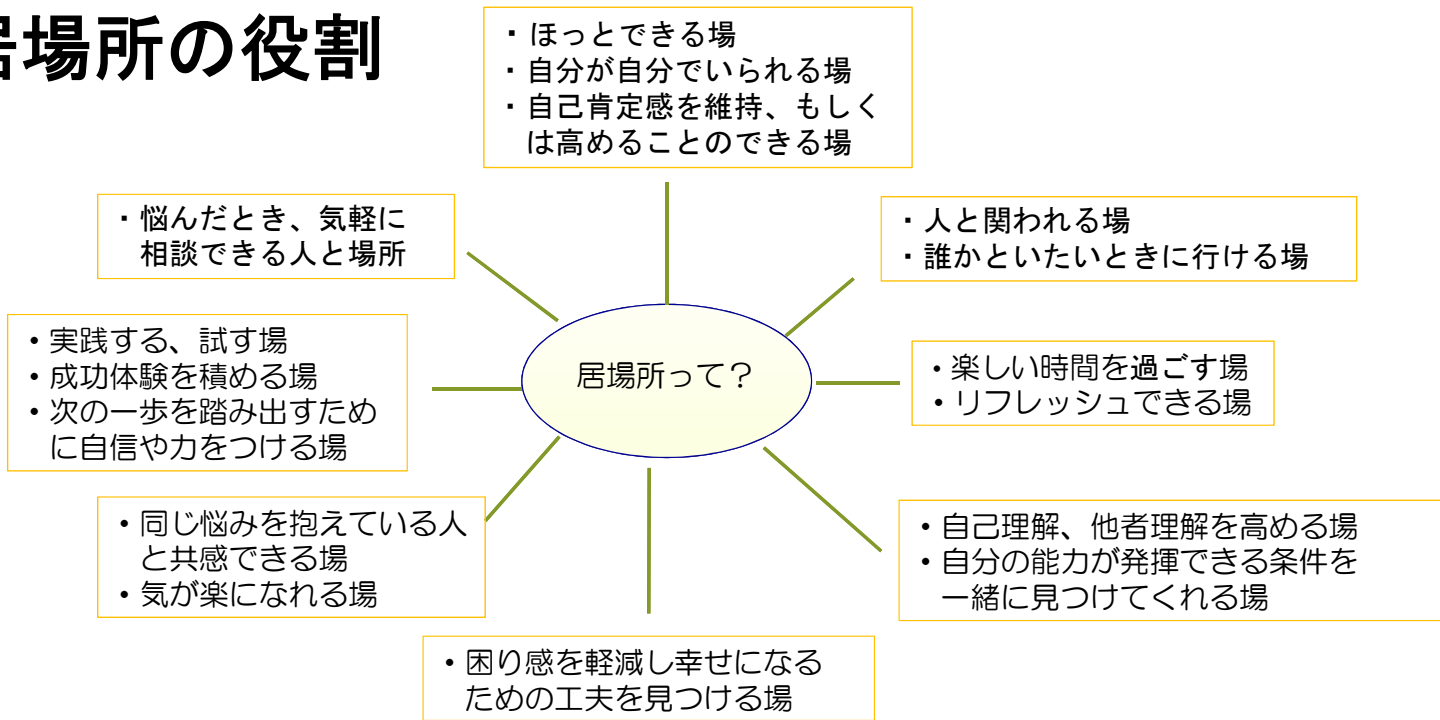 居場所の役割
・ほっとできる場
・自分が自分でいられる場
・自己肯定感を維持、もしく
は高めることのできる場
・悩んだとき、気軽に
相談できる人と場所
・人と関われる場
・誰かといたいときに行ける場
・実践する、試す場
・成功体験を積める場
・次の一歩を踏み出すため
に自信や力をつける場
居場所って？
・楽しい時間を過ごす場
・リフレッシュできる場
・同じ悩みを抱えている人
と共感できる場
・気が楽になれる場
・自己理解、他者理解を高める場
・自分の能力が発揮できる条件を
一緒に見つけてくれる場
・困り感を軽減し幸せになる
ための工夫を見つける場